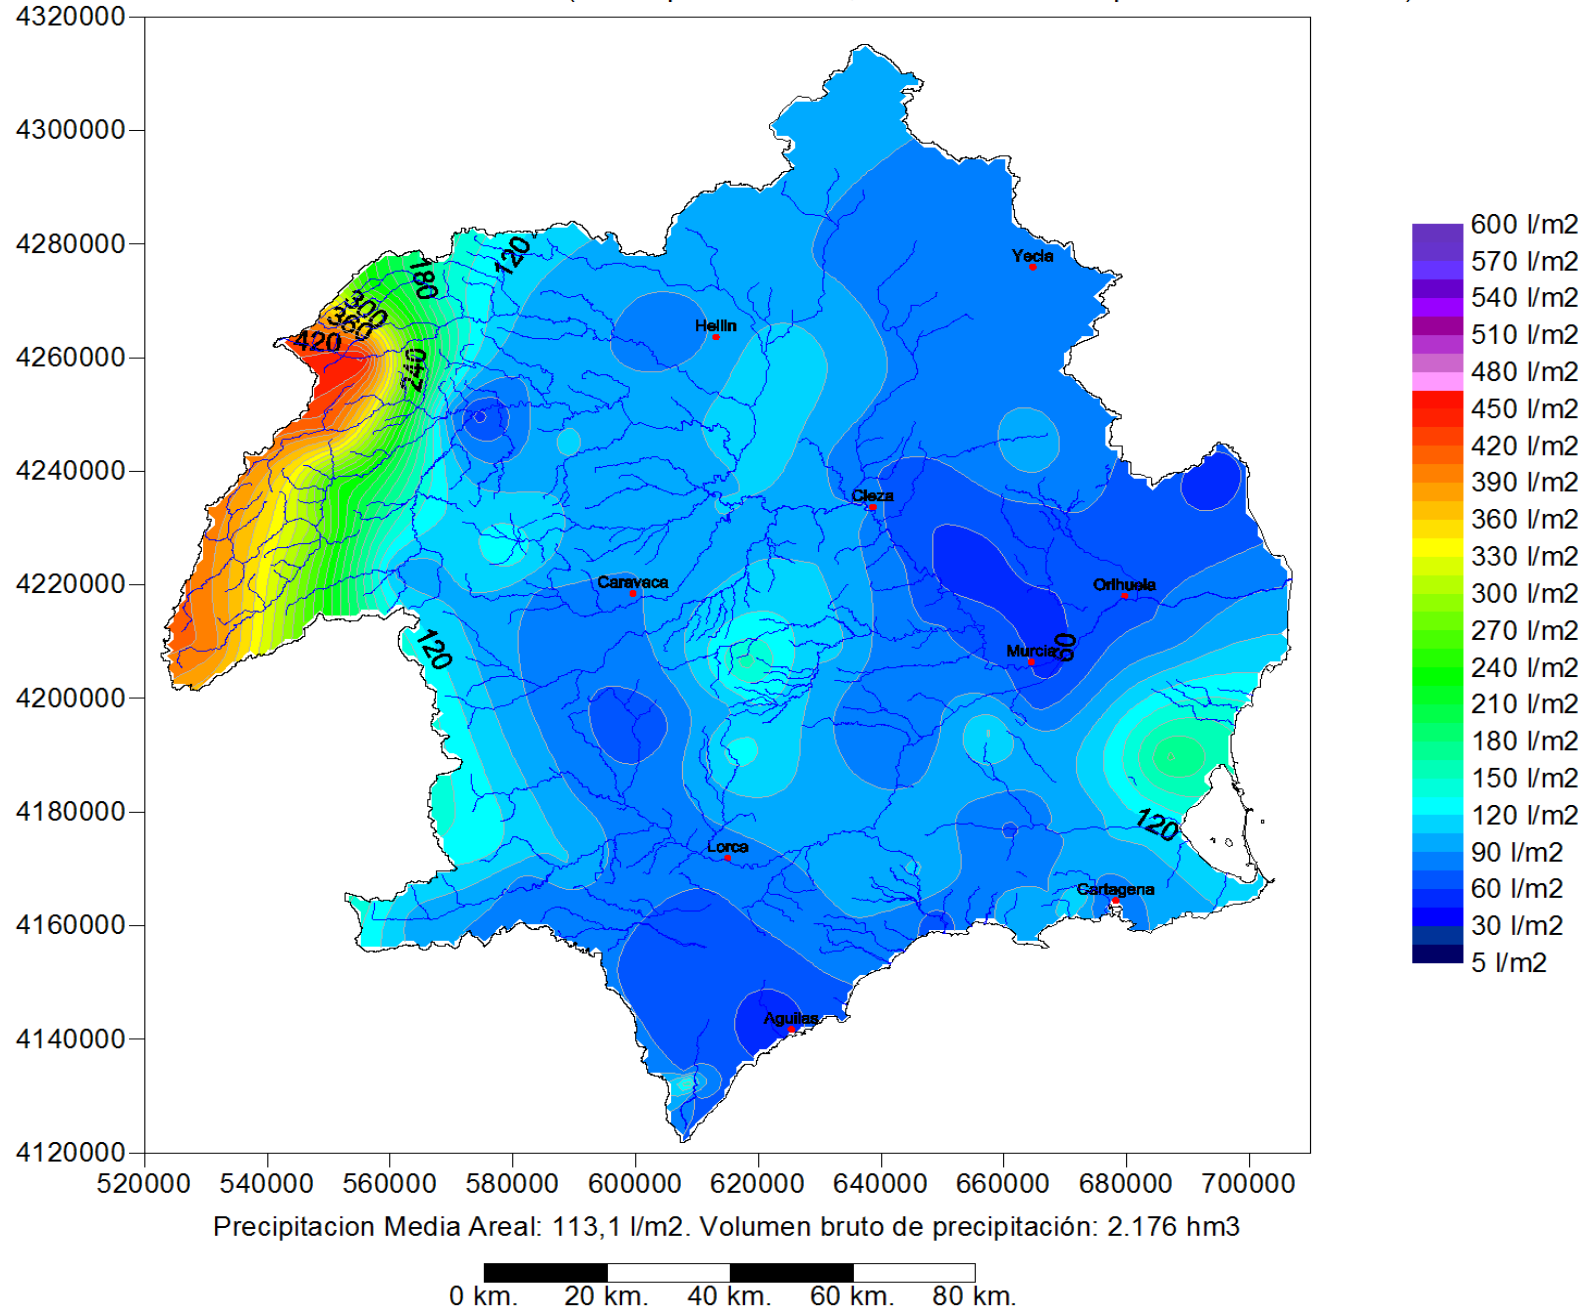 4320000
4300000
4280000
4260000
4240000
4220000
4200000
4180000
4160000
4140000
4120000
520000 540000 560000 580000 600000 620000 640000 660000 680000 700000
120
180
300
360
420
240
120
60
120
Yecla
Hellin
Cieza
Caravaca
Orihuela
Murcia
Lorca
Cartagena
Aguilas
600 l/m2
570 l/m2
540 l/m2
510 l/m2
480 l/m2
450 l/m2
420 l/m2
390 l/m2
360 l/m2
330 l/m2
300 l/m2
270 l/m2
240 l/m2
210 l/m2
180 l/m2
150 l/m2
120 l/m2
90 l/m2
60 l/m2
30 l/m2
5 l/m2
Precipitacion Media Areal: 113,1 l/m2. Volumen bruto de precipitación: 2.176 hm3
0 km. 20 km. 40 km. 60 km. 80 km.